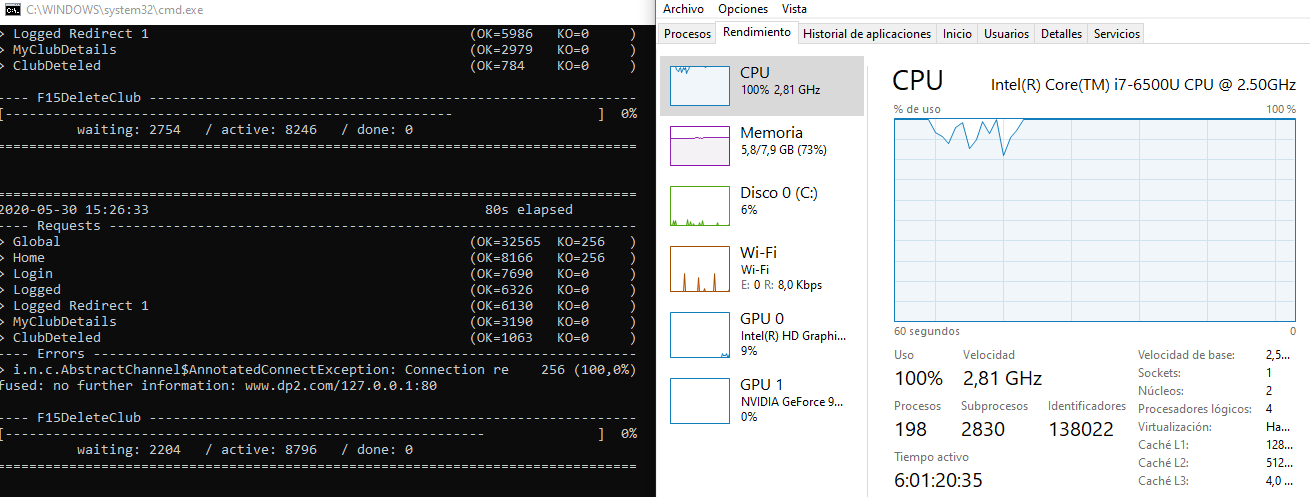 C:\WINDOWS\system32\cmd.exe
> Logged Redirect 1 (OK=5986 KO=0 )
> MyClubDetails (OK=2979 KO=0 )
> ClubDeteled (OK=784 KO=0 )
---- F15DeleteClub -----------------------------------------------------------
[------------------------------------------------------- ] 0%
waiting: 2754 / active: 8246 / done: 0
================================================================================
================================================================================
2020-05-30 15:26:33 80s elapsed
---- Requests ------------------------------------------------------------------
> Global (OK=32565 KO=256 )
> Home (OK=8166 KO=256 )
> Login (OK=7690 KO=0 )
> Logged (OK=6326 KO=0 )
> Logged Redirect 1 (OK=6130 KO=0 )
> MyClubDetails (OK=3190 KO=0 )
> ClubDeteled (OK=1063 KO=0 )
---- Errors --------------------------------------------------------------------
> i.n.c.AbstractChannel$AnnotatedConnectException: Connection re 256 (100,0%)
fused: no further information: www.dp2.com/127.0.0.1:80
---- F15DeleteClub -----------------------------------------------------------
[----------------------------------------------------------- ] 0%
waiting: 2204 / active: 8796 / done: 0
================================================================================
Archivo Opciones Vista
Procesos Rendimiento Historial de aplicaciones Inicio Usuarios Detalles Servicios
CPU
100% 2,81 GHz
Memoria
5,8/7,9 GB (73%)
Disco 0 (C:)
6%
Wi-Fi
Wi-Fi
E: 0 R: 8,0 Kbps
GPU 0
Intel(R) HD Graphi...
9%
GPU 1
NVIDIA GeForce 9...
0%
CPU Intel(R) Core(TM) i7-6500U CPU @ 2.50GHz
% de uso 100 %
60 segundos 0
Uso Velocidad
100% 2,81 GHz
Procesos Subprocesos Identificadores
198 2830 138022
Tiempo activo
6:01:20:35
Velocidad de base: 2,5...
Sockets: 1
Núcleos: 2
Procesadores lógicos: 4
Virtualización: Ha...
Caché L1: 128...
Caché L2: 512...
Caché L3: 4,0 ...